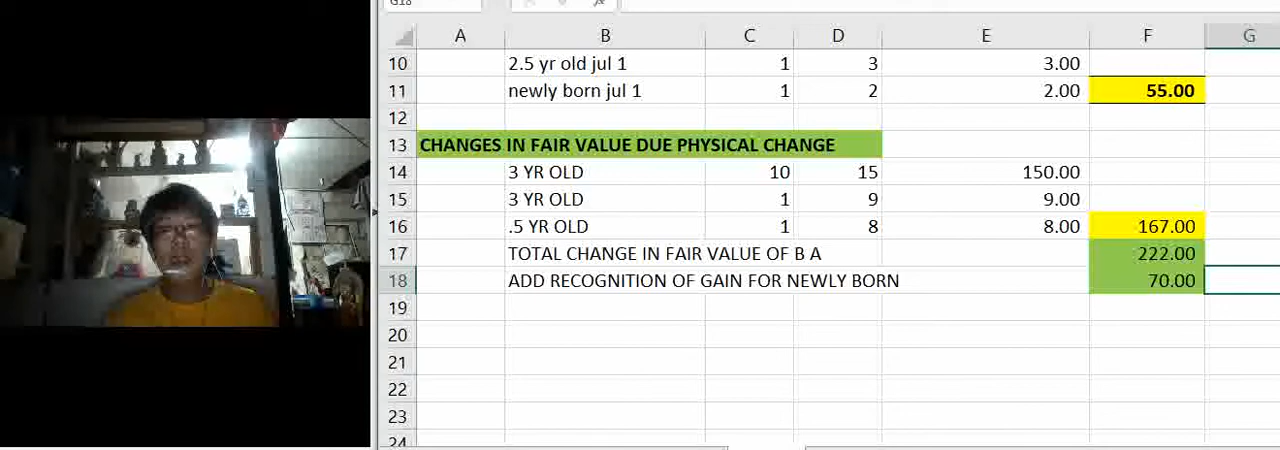 G18 fx
A B C D E F G
10 2.5 yr old jul 1 1 3 3.00
11 newly born jul 1 1 2 2.00 55.00
12
13 CHANGES IN FAIR VALUE DUE PHYSICAL CHANGE
14 3 YR OLD 10 15 150.00
15 3 YR OLD 1 9 9.00
16 .5 YR OLD 1 8 8.00 167.00
17 TOTAL CHANGE IN FAIR VALUE OF B A 222.00
18 ADD RECOGNITION OF GAIN FOR NEWLY BORN 70.00
19
20
21
22
23
24